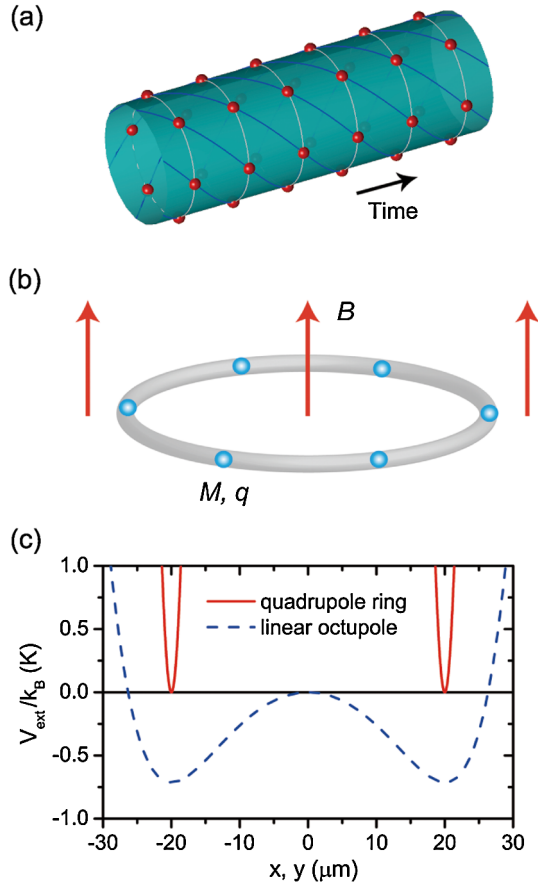 (a)
Time
(b)
B
M, q
(c)
1.0
0.5
0.0
-0.5
-1.0
V_ext/k_B (K)
quadrupole ring
linear octupole
-30 -20 -10 0 10 20 30
x, y (μm)